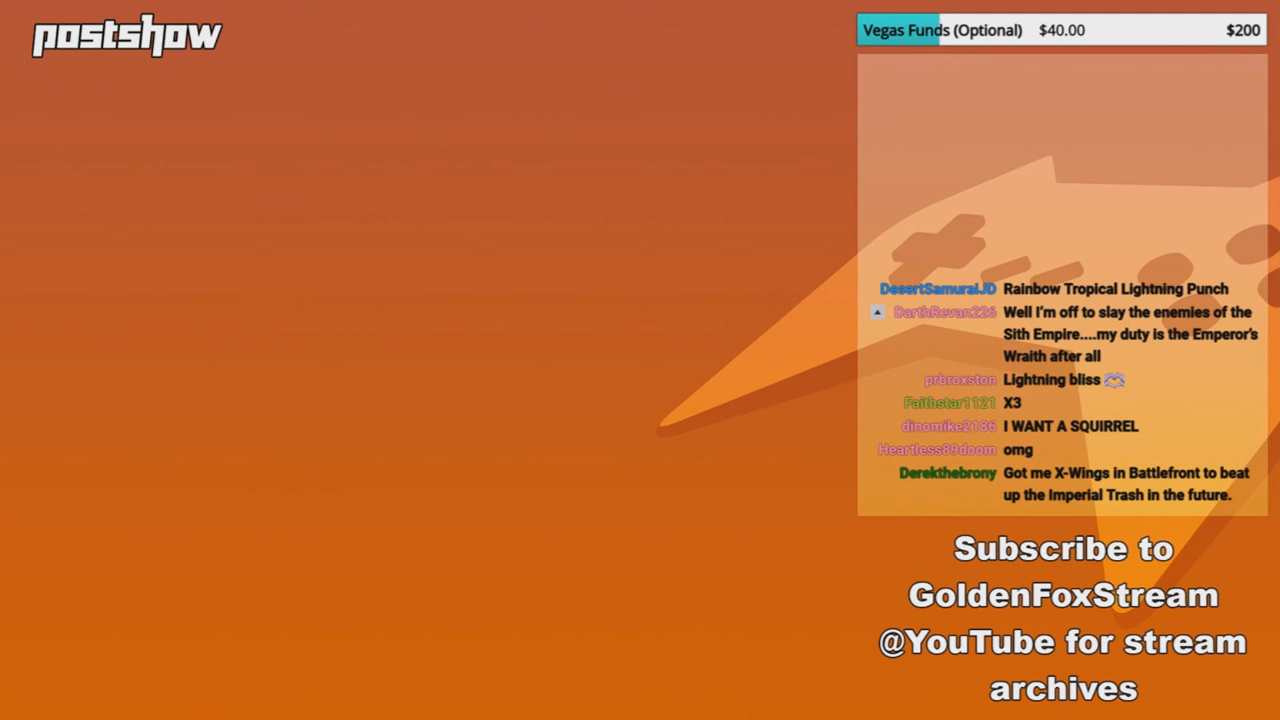 postshow
Vegas Funds (Optional) $40.00 $200
DesertSamuraiJD Rainbow Tropical Lightning Punch
DarthRevan226 Well I'm off to slay the enemies of the
Sith Empire....my duty is the Emperor's
Wraith after all
prbroxston Lightning bliss
Faithstar1121 X3
dinomike2186 I WANT A SQUIRREL
Heartless89doom omg
Derekthebrony Got me X-Wings in Battlefront to beat
up the Imperial Trash in the future.
Subscribe to
GoldenFoxStream
@YouTube for stream
archives